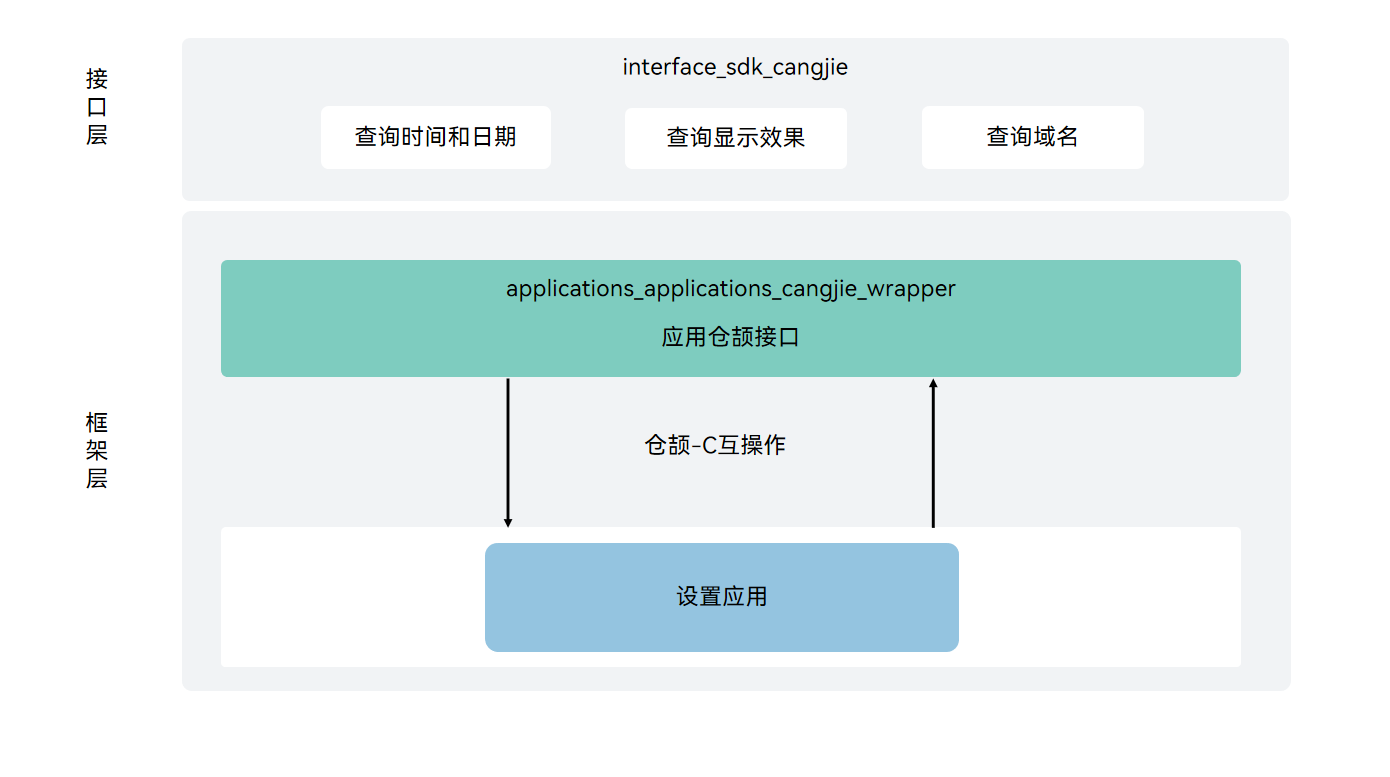 接口层
interface_sdk_cangjie
查询时间和日期
查询显示效果
查询域名
applications_applications_cangjie_wrapper
应用仓颉接口
框架层
仓颉-C互操作
设置应用